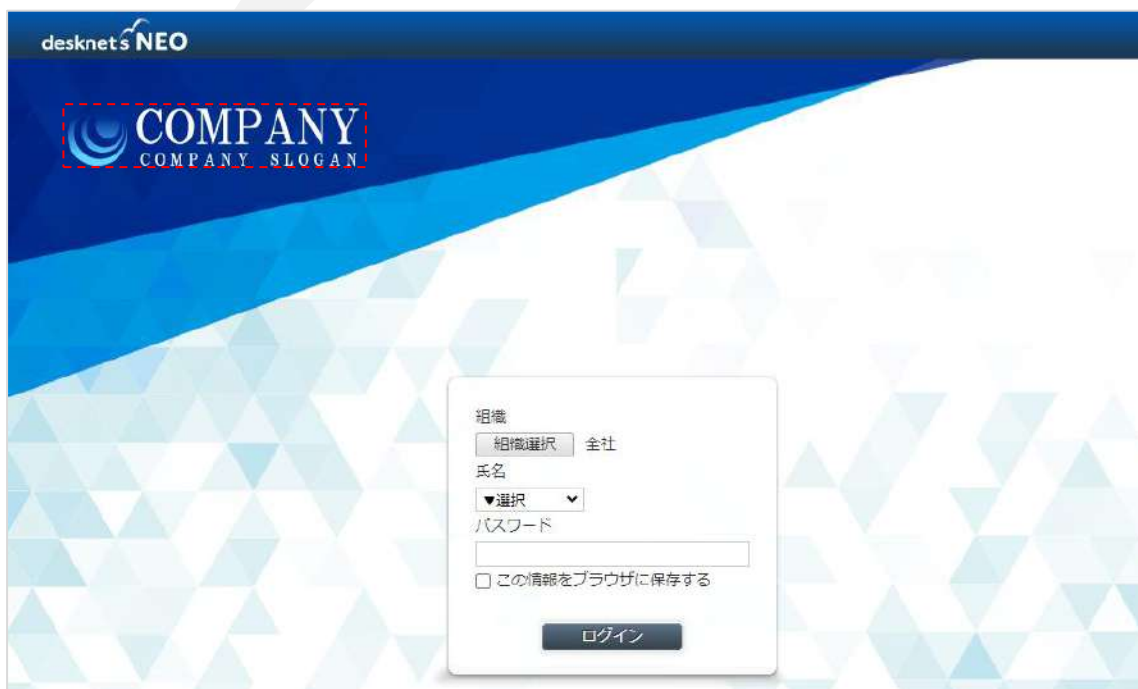 desknet's NEO
COMPANY
COMPANY SLOGAN
組織
組織選択 全社
氏名
▼選択
パスワード
この情報をブラウザに保存する
ログイン